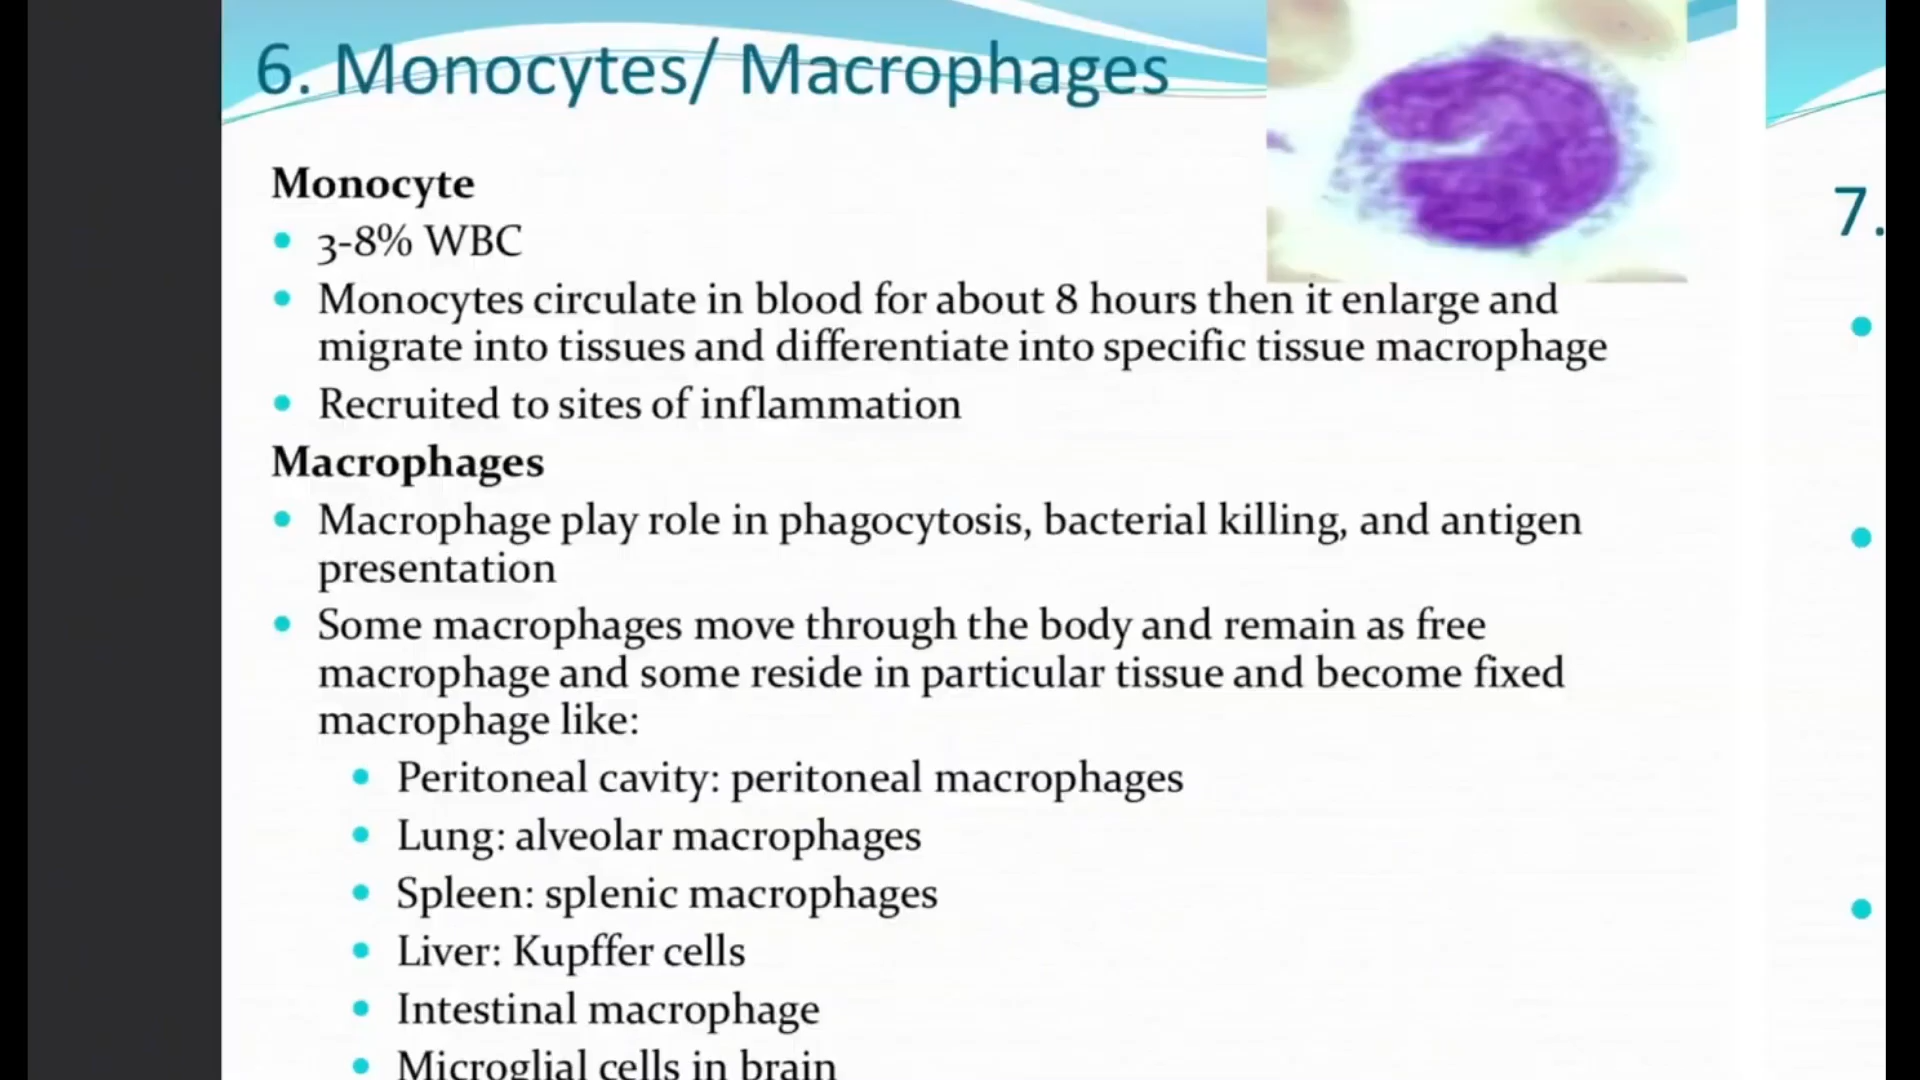 6. Monocytes/ Macrophages
Monocyte
3-8% WBC
Monocytes circulate in blood for about 8 hours then it enlarge and
migrate into tissues and differentiate into specific tissue macrophage
Recruited to sites of inflammation
Macrophages
Macrophage play role in phagocytosis, bacterial killing, and antigen
presentation
Some macrophages move through the body and remain as free
macrophage and some reside in particular tissue and become fixed
macrophage like:
Peritoneal cavity: peritoneal macrophages
Lung: alveolar macrophages
Spleen: splenic macrophages
Liver: Kupffer cells
Intestinal macrophage
Microglial cells in brain
7.